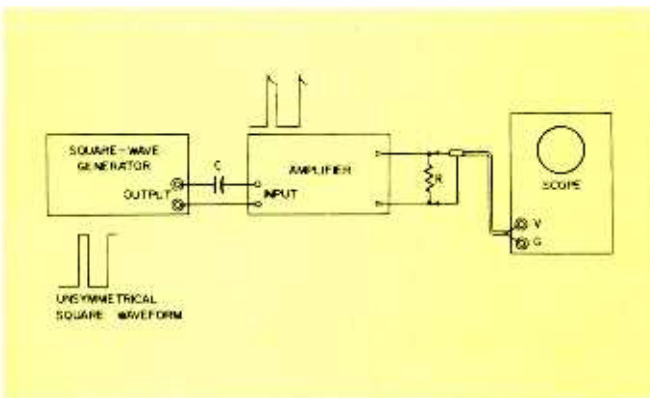 SQUARE-WAVE
GENERATOR
OUTPUT
C
INPUT
AMPLIFIER
R
SCOPE
V
G
UNSYMMETRICAL
SQUARE WAVEFORM